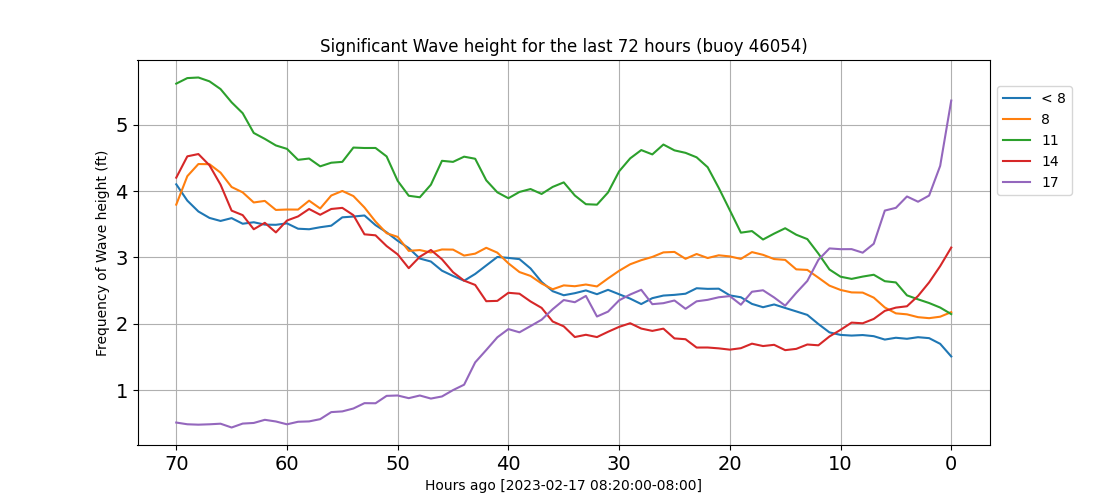 Significant Wave height for the last 72 hours (buoy 46054)
Frequency of Wave height (ft)
5
4
3
2
1
70 60 50 40 30 20 10 0
Hours ago [2023-02-17 08:20:00-08:00]
< 8
8
11
14
17